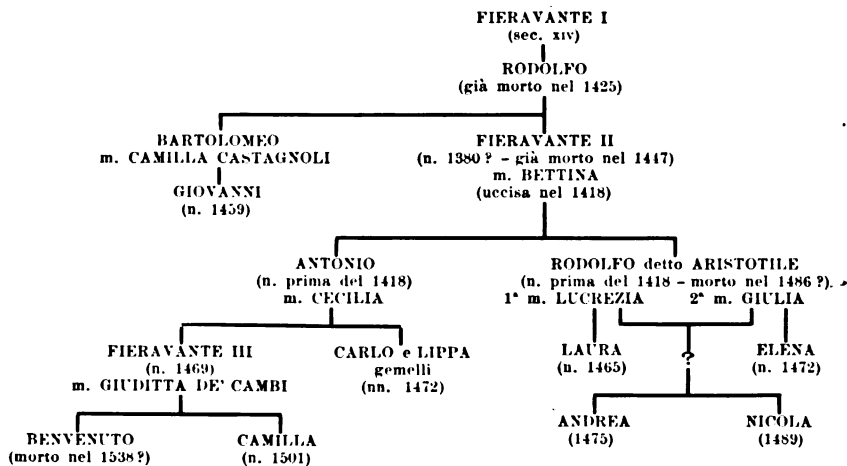 FIERAVANTE I
(sec. XIV)
RODOLFO
(già morto nel 1425)
BARTOLOMEO
m. CAMILLA CASTAGNOLI
GIOVANNI
(n. 1459)
FIERAVANTE II
(n. 1380? - già morto nel 1447)
m. BETTINA
(uccisa nel 1418)
ANTONIO
(n. prima del 1418)
m. CECILIA
RODOLFO detto ARISTOTILE
(n. prima del 1418 - morto nel 1486?).
1ª m. LUCREZIA 2ª m. GIULIA
FIERAVANTE III
(n. 1469)
m. GIUDITTA DE' CAMBI
CARLO e LIPPA
gemelli
(nn. 1472)
LAURA
(n. 1465)
?
ELENA
(n. 1472)
BENVENUTO
(morto nel 1538?)
CAMILLA
(n. 1501)
ANDREA
(1475)
NICOLA
(1489)